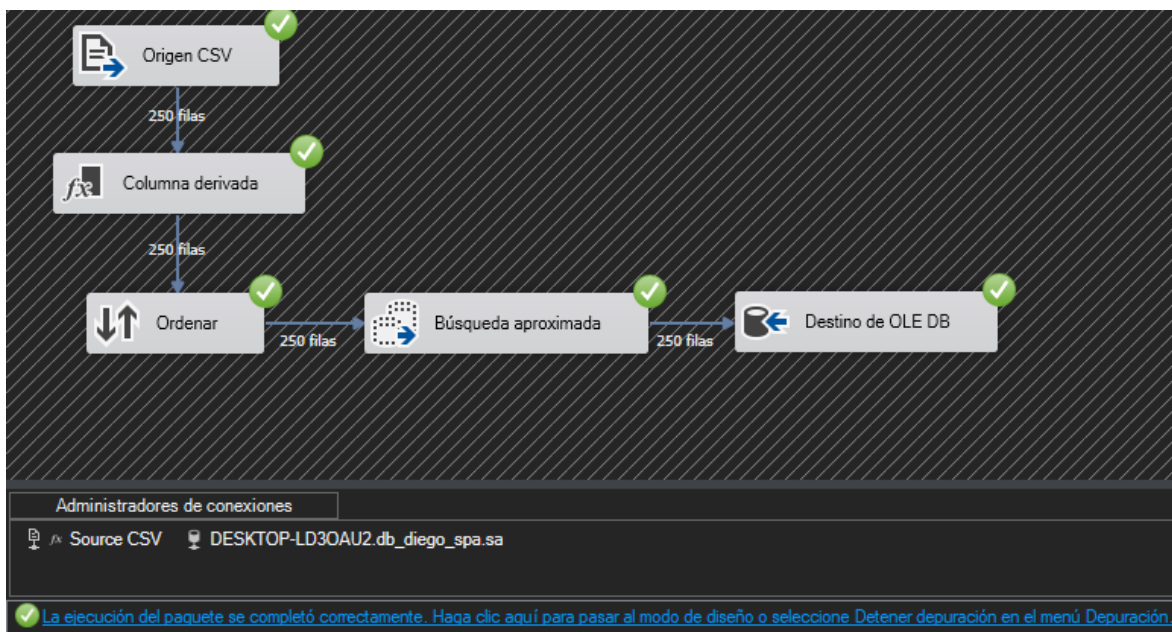 Origen CSV
250 filas
Columna derivada
250 filas
Ordenar
250 filas
Búsqueda aproximada
250 filas
Destino de OLE DB
Administradores de conexiones
fx Source CSV DESKTOP-LD3OAU2.db_diego_spa.sa
La ejecución del paquete se completó correctamente. Haga clic aquí para pasar al modo de diseño o seleccione Detener depuración en el menú Depuración.